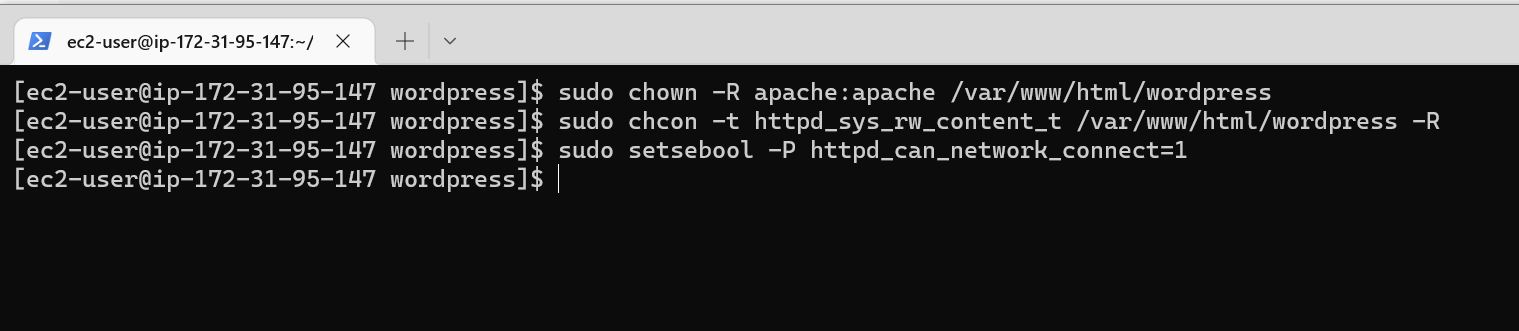 ec2-user@ip-172-31-95-147:~/
[ec2-user@ip-172-31-95-147 wordpress]$ sudo chown -R apache:apache /var/www/html/wordpress
[ec2-user@ip-172-31-95-147 wordpress]$ sudo chcon -t httpd_sys_rw_content_t /var/www/html/wordpress -R
[ec2-user@ip-172-31-95-147 wordpress]$ sudo setsebool -P httpd_can_network_connect=1
[ec2-user@ip-172-31-95-147 wordpress]$